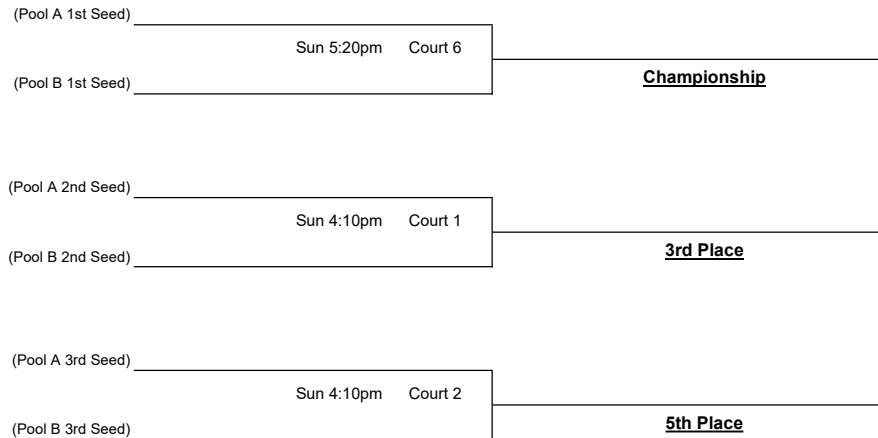 (Pool A 1st Seed)
Sun 5:20pm Court 6
(Pool B 1st Seed)
Championship
(Pool A 2nd Seed)
Sun 4:10pm Court 1
(Pool B 2nd Seed)
3rd Place
(Pool A 3rd Seed)
Sun 4:10pm Court 2
(Pool B 3rd Seed)
5th Place